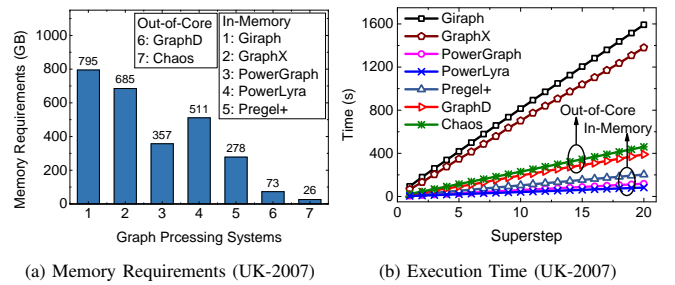 Memory Requirements (GB)
1000
800
600
400
200
0
Out-of-Core
6: GraphD
7: Chaos
In-Memory
1: Giraph
2: GraphX
3: PowerGraph
4: PowerLyra
5: Pregel+
795
685
357
511
278
73
26
1 2 3 4 5 6 7
Graph Prcessing Systems
(a) Memory Requirements (UK-2007)
Time (s)
1600
1200
800
400
0
Giraph
GraphX
PowerGraph
PowerLyra
Pregel+
GraphD
Chaos
Out-of-Core
In-Memory
0 5 10 15 20
Superstep
(b) Execution Time (UK-2007)